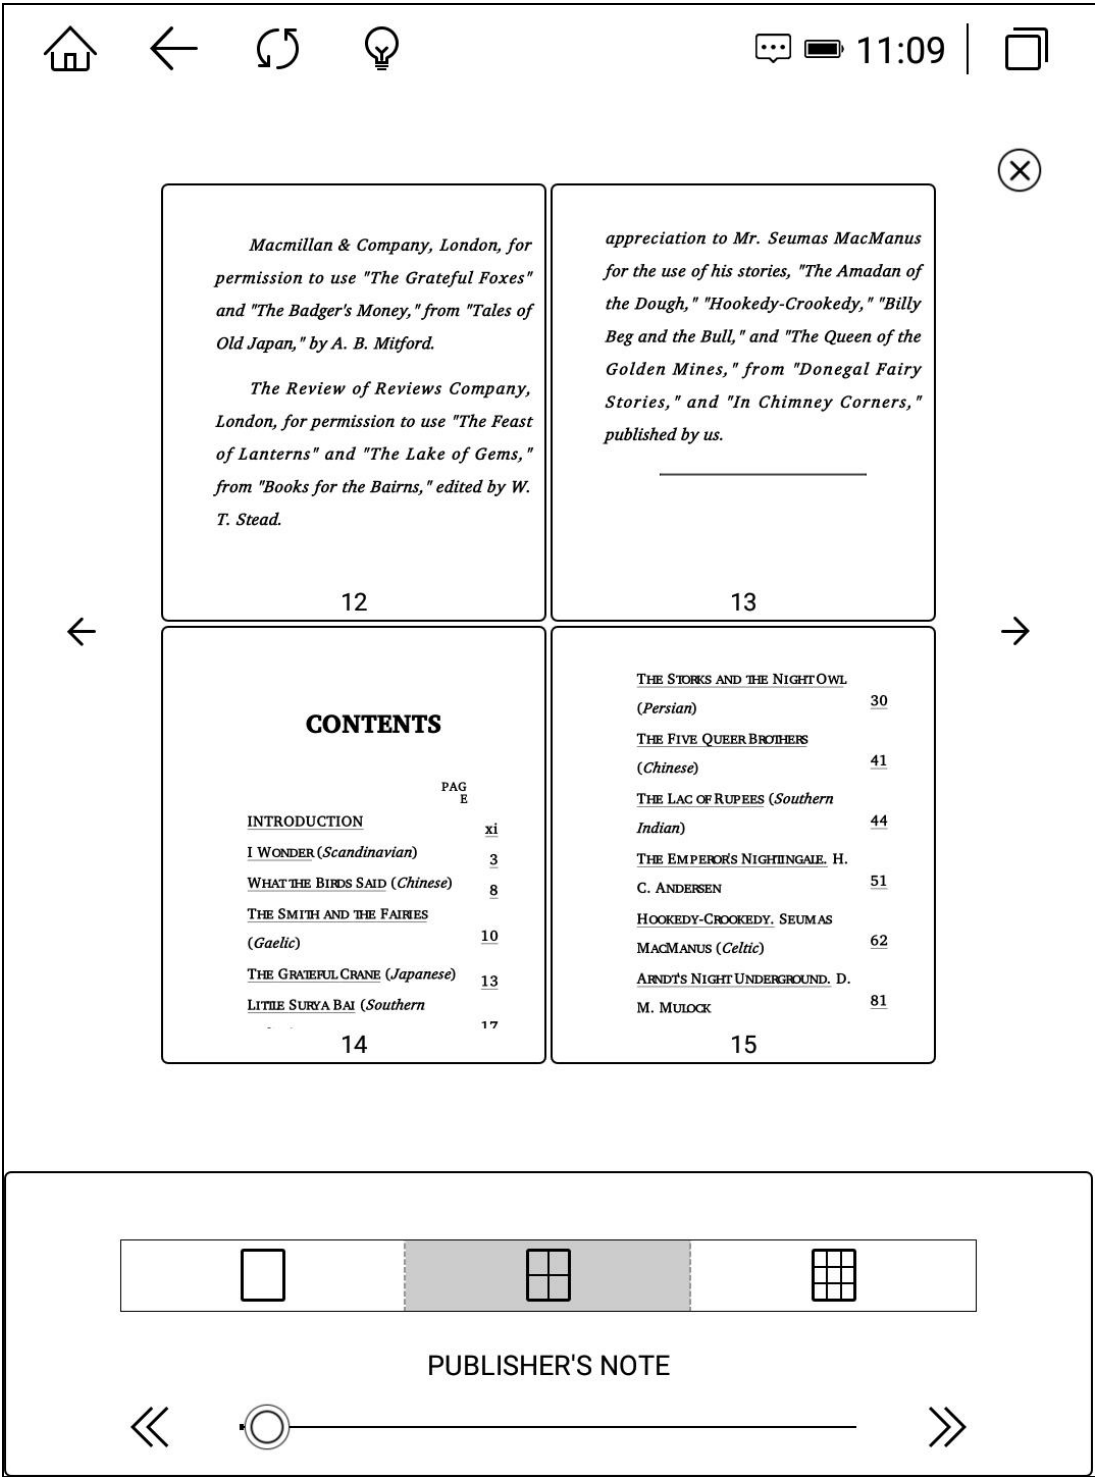 11:09
Macmillan & Company, London, for
permission to use "The Grateful Foxes"
and "The Badger's Money," from "Tales of
Old Japan," by A. B. Mitford.
The Review of Reviews Company,
London, for permission to use "The Feast
of Lanterns" and "The Lake of Gems,"
from "Books for the Bairns," edited by W.
T. Stead.
12
appreciation to Mr. Seumas MacManus
for the use of his stories, "The Amadan of
the Dough," "Hookedy-Crookedy," "Billy
Beg and the Bull," and "The Queen of the
Golden Mines," from "Donegal Fairy
Stories," and "In Chimney Corners,"
published by us.
13
CONTENTS
PAG
E
INTRODUCTION xi
I WONDER (Scandinavian) 3
WHAT THE BIRDS SAID (Chinese) 8
THE SMITH AND THE FAIRIES
(Gaelic) 10
THE GRATEFUL CRANE (Japanese) 13
LITTLE SURYA BAI (Southern
17
14
THE STORKS AND THE NIGHT OWL
(Persian) 30
THE FIVE QUEER BROTHERS
(Chinese) 41
THE LAC OF RUPEES (Southern
Indian) 44
THE EMPEROR'S NIGHTINGALE. H.
C. ANDERSEN 51
HOOKEDY-CROOKEDY. SEUMAS
MACMANUS (Celtic) 62
ARNDT'S NIGHT UNDERGROUND. D.
M. MULOCK 81
15
PUBLISHER'S NOTE